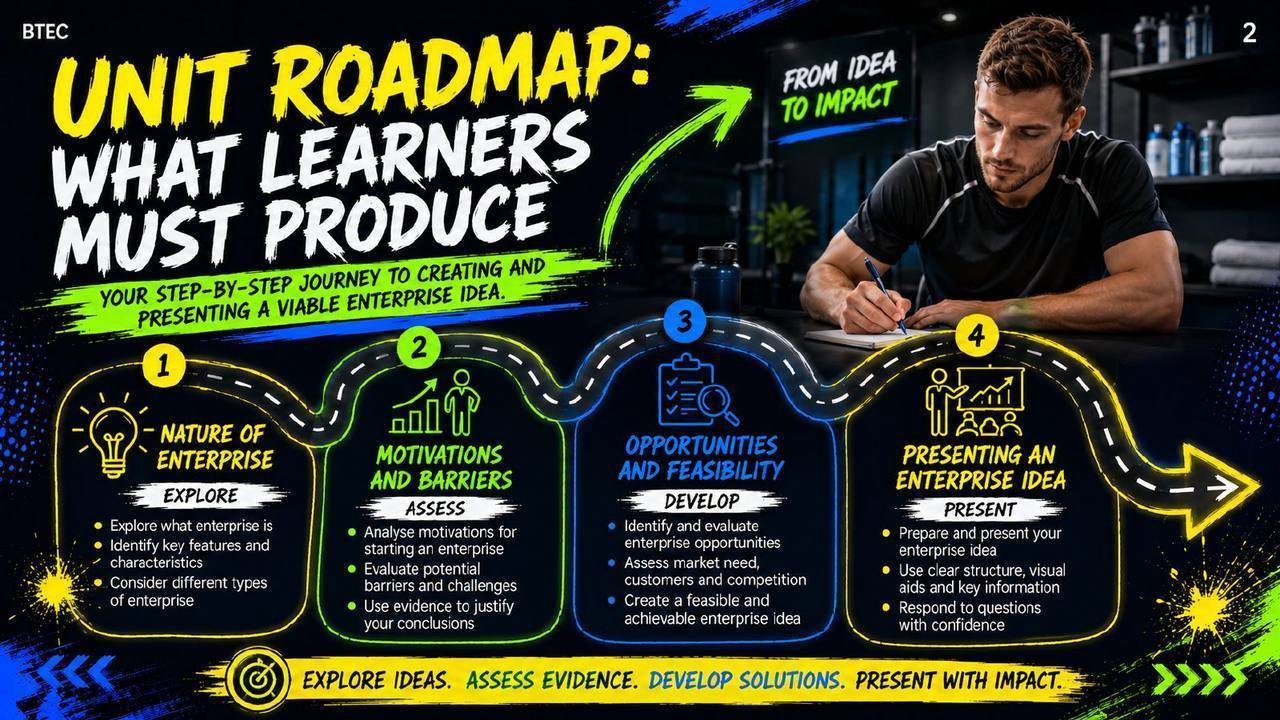 BTEC
2
UNIT ROADMAP:
WHAT LEARNERS
MUST PRODUCE
YOUR STEP-BY-STEP JOURNEY TO CREATING AND
PRESENTING A VIABLE ENTERPRISE IDEA.
FROM IDEA
TO IMPACT
1
NATURE OF
ENTERPRISE
EXPLORE
• Explore what enterprise is
• Identify key features and
characteristics
• Consider different types
of enterprise
2
MOTIVATIONS
AND BARRIERS
ASSESS
• Analyse motivations for
starting an enterprise
• Evaluate potential
barriers and challenges
• Use evidence to justify
your conclusions
3
OPPORTUNITIES
AND FEASIBILITY
DEVELOP
• Identify and evaluate
enterprise opportunities
• Assess market need,
customers and competition
• Create a feasible and
achievable enterprise idea
4
PRESENTING AN
ENTERPRISE IDEA
PRESENT
• Prepare and present your
enterprise idea
• Use clear structure, visual
aids and key information
• Respond to questions
with confidence
EXPLORE IDEAS. ASSESS EVIDENCE. DEVELOP SOLUTIONS. PRESENT WITH IMPACT.